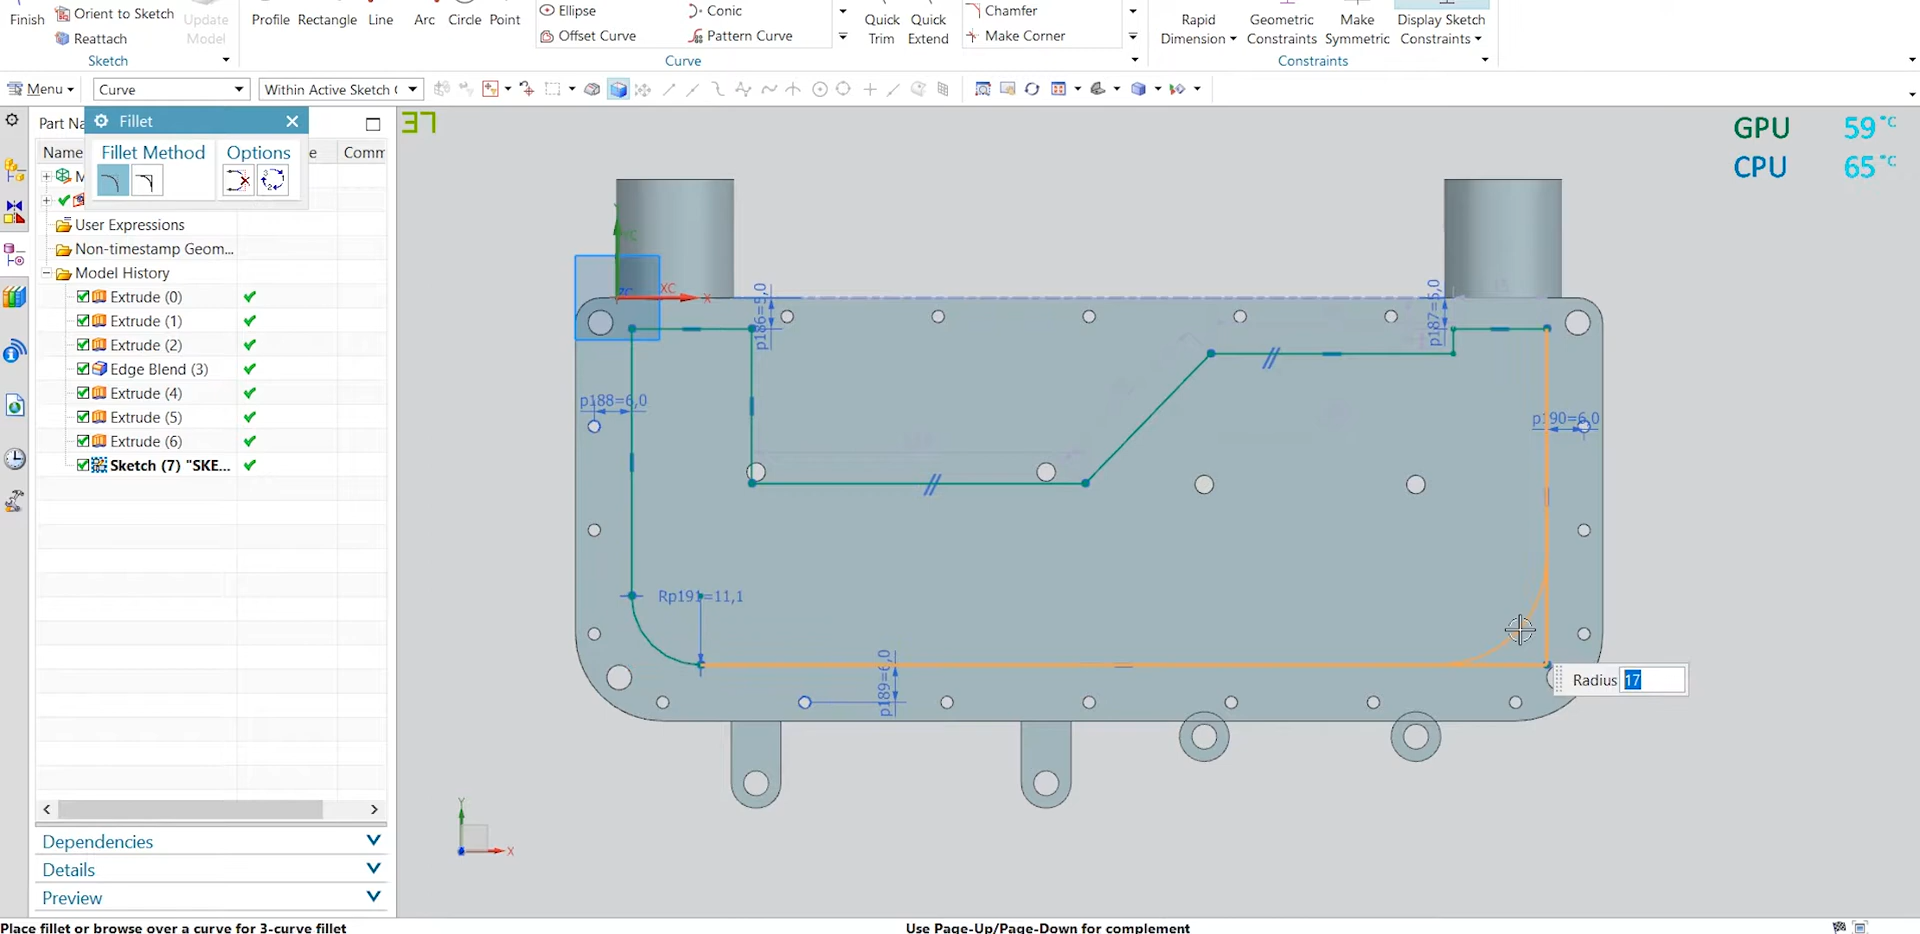 Finish
Orient to Sketch
Reattach
Update
Model
Sketch
Profile Rectangle Line Arc Circle Point
Ellipse
Offset Curve
Conic
Pattern Curve
Quick
Trim
Quick
Extend
Chamfer
Make Corner
Curve
Rapid
Dimension
Geometric
Constraints
Make
Symmetric
Display Sketch
Constraints
Constraints
Menu
Curve
Within Active Sketch
Part Na
Fillet
Fillet Method
Options
Name
e
Comm
M
User Expressions
Non-timestamp Geom...
Model History
Extrude (0)
Extrude (1)
Extrude (2)
Edge Blend (3)
Extrude (4)
Extrude (5)
Extrude (6)
Sketch (7) "SKE...
Dependencies
Details
Preview
37
GPU 59°C
CPU 65°C
YC
ZC
XC
X
p186=5,0
p187=5,0
p188=6,0
p190=6,0
Rp191=11,1
p189=6,0
Radius 17
Y
X
Place fillet or browse over a curve for 3-curve fillet
Use Page-Up/Page-Down for complement